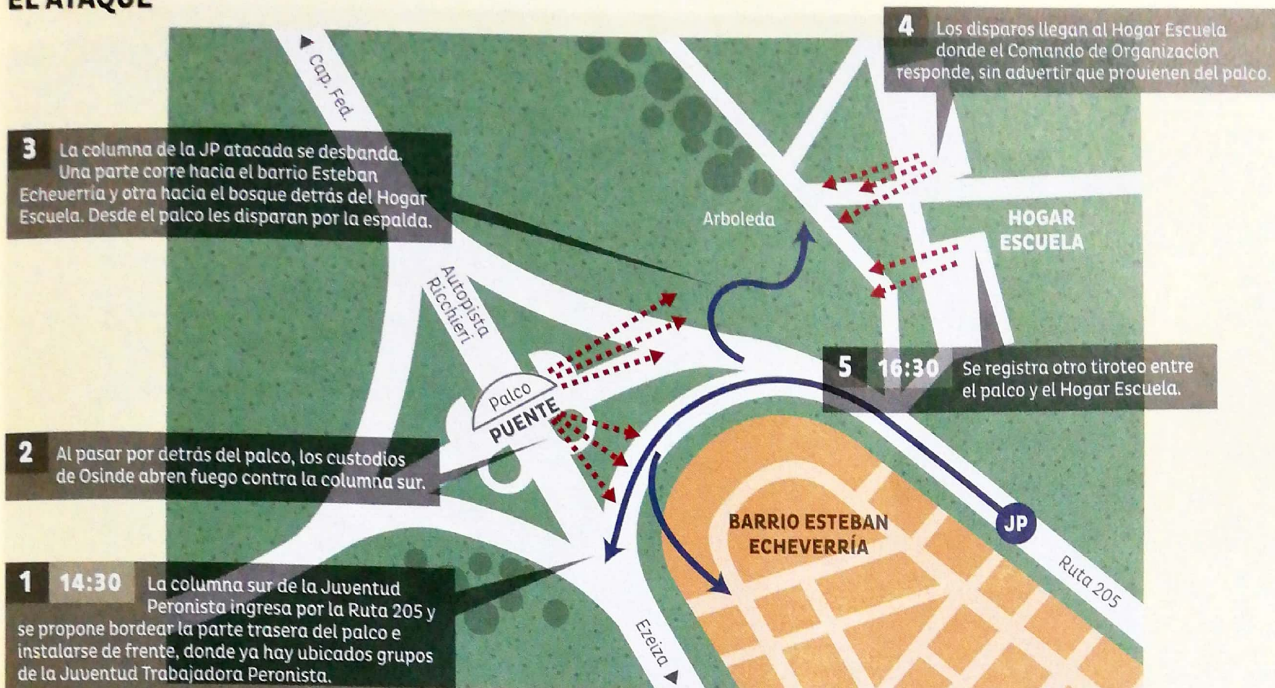 EL ATAQUE
4 Los disparos llegan al Hogar Escuela
donde el Comando de Organización
responde, sin advertir que provienen del palco.
Cap. Fed.
3 La columna de la JP atacada se desbanda.
Una parte corre hacia el barrio Esteban
Echeverría y otra hacia el bosque detrás del Hogar
Escuela. Desde el palco les disparan por la espalda.
Arboleda
HOGAR
ESCUELA
Autopista
Ricchieri
5 16:30 Se registra otro tiroteo entre
el palco y el Hogar Escuela.
Palco
PUENTE
2 Al pasar por detrás del palco, los custodios
de Osinde abren fuego contra la columna sur.
BARRIO ESTEBAN
ECHEVERRÍA
JP
Ruta 205
1 14:30 La columna sur de la Juventud
Peronista ingresa por la Ruta 205 y
se propone bordear la parte trasera del palco e
instalarse de frente, donde ya hay ubicados grupos
de la Juventud Trabajadora Peronista.
Ezeiza